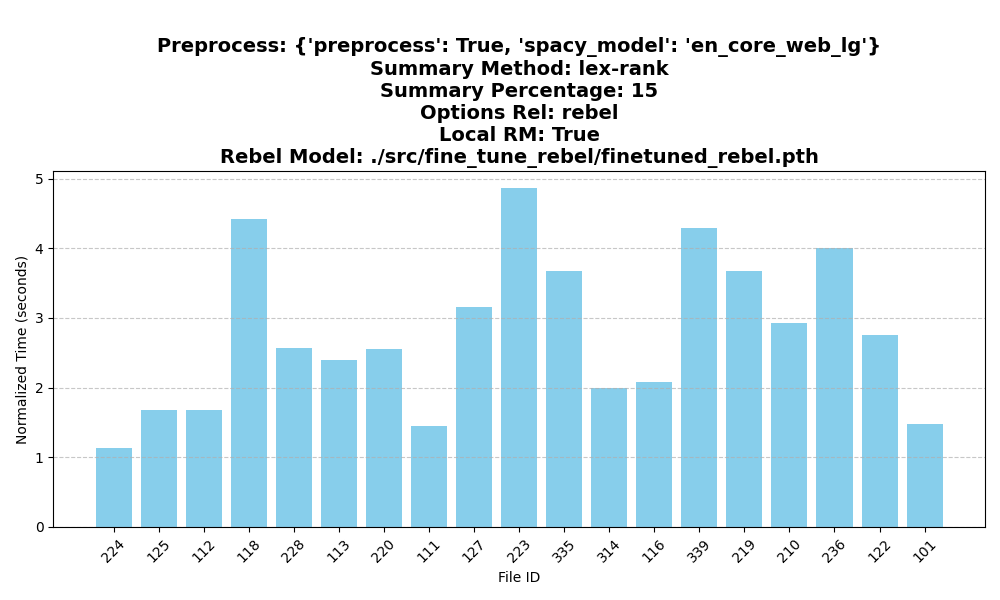 Preprocess: {'preprocess': True, 'spacy_model': 'en_core_web_lg'}
Summary Method: lex-rank
Summary Percentage: 15
Options Rel: rebel
Local RM: True
Rebel Model: ./src/fine_tune_rebel/finetuned_rebel.pth
5
4
3
2
1
0
Normalized Time (seconds)
224 125 112 118 228 113 220 111 127 223 335 314 116 339 219 210 236 122 101
File ID